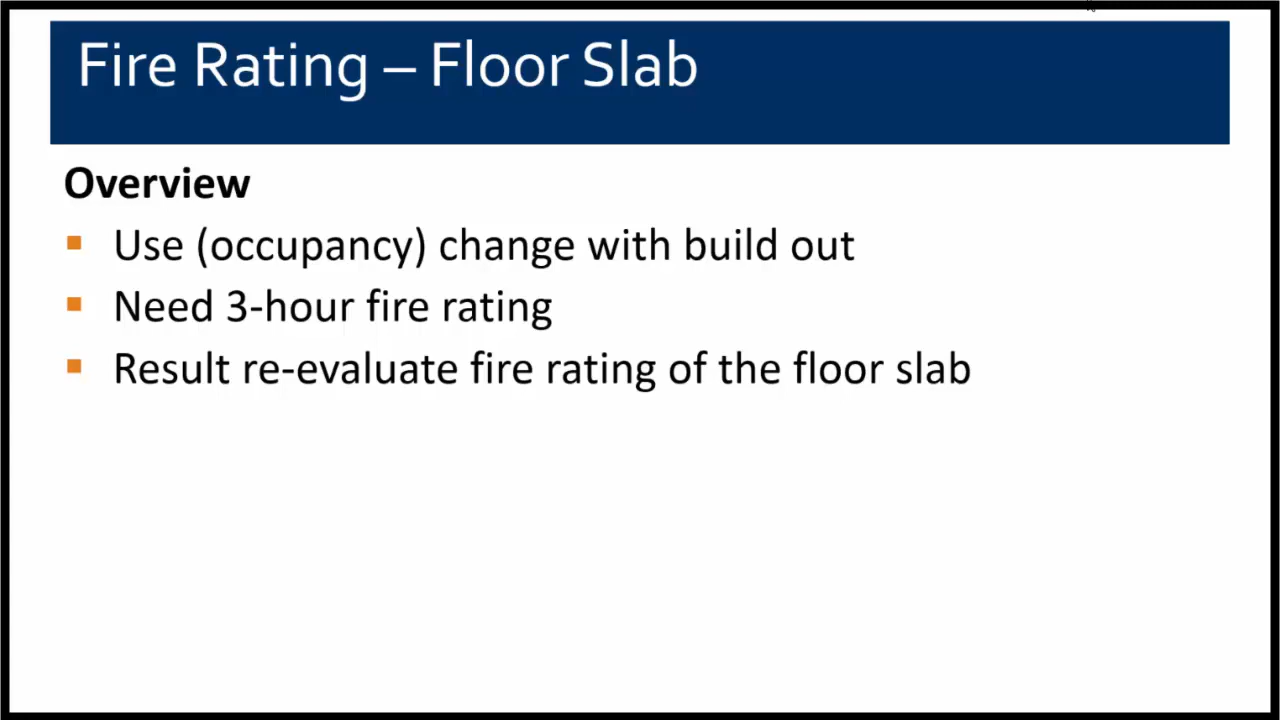 Fire Rating – Floor Slab
Overview
Use (occupancy) change with build out
Need 3-hour fire rating
Result re-evaluate fire rating of the floor slab